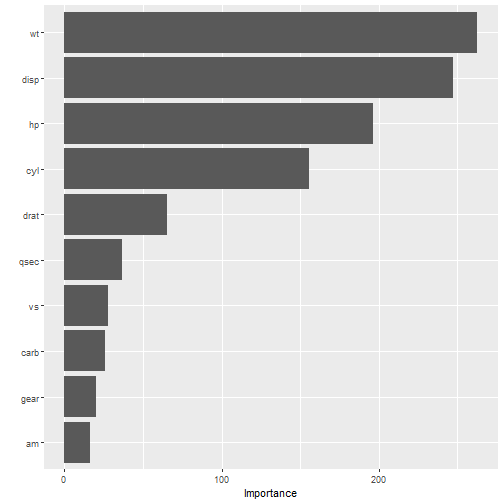 wt
disp
hp
cyl
drat
qsec
vs
carb
gear
am
0 100 200
Importance